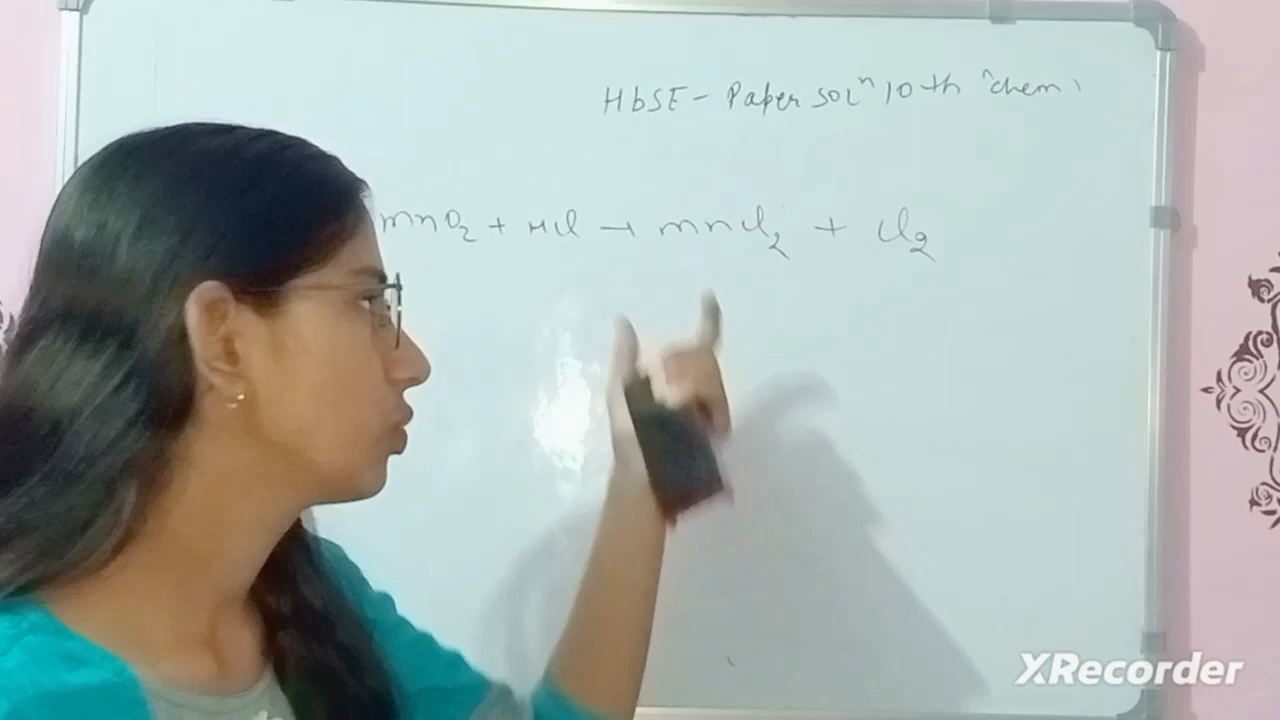 HbSE - Paper solⁿ 10th chem
MnO₂ + HCl → MnCl₂ + Cl₂
XRecorder